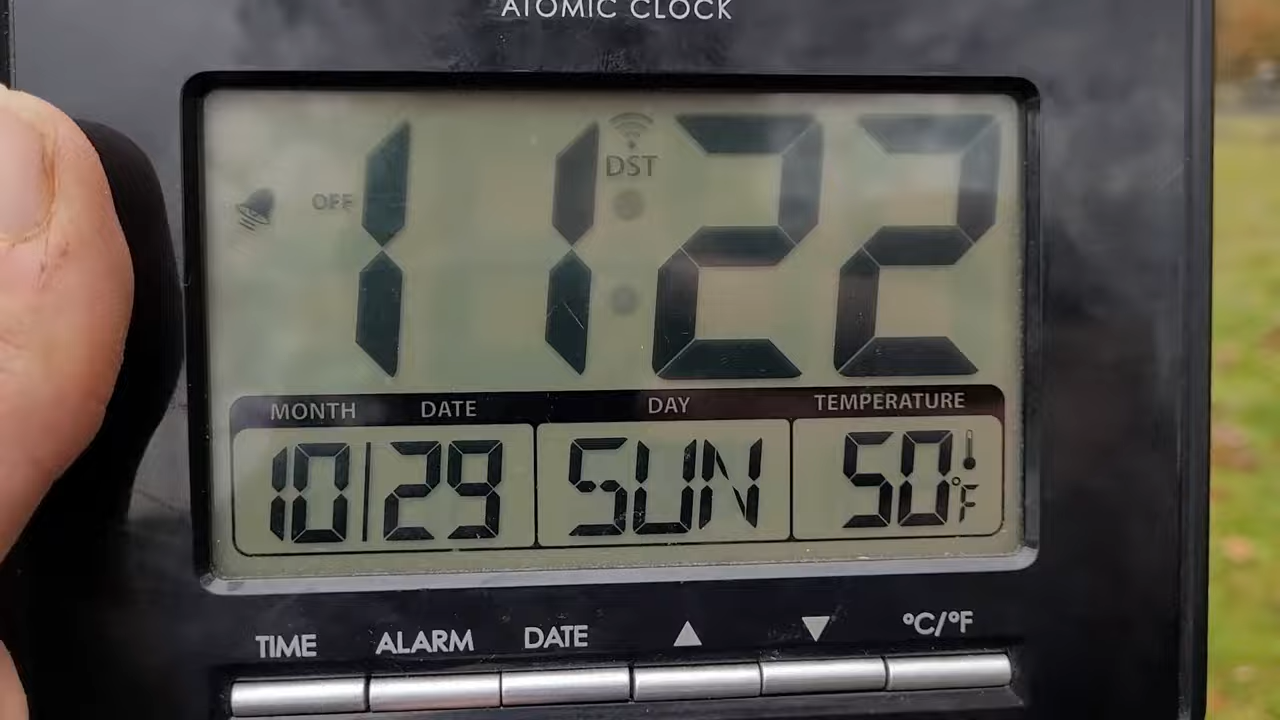 ATOMIC CLOCK
DST
OFF
11:22
MONTH DATE DAY TEMPERATURE
10|29 SUN 50°F
TIME ALARM DATE ▲ ▼ °C/°F